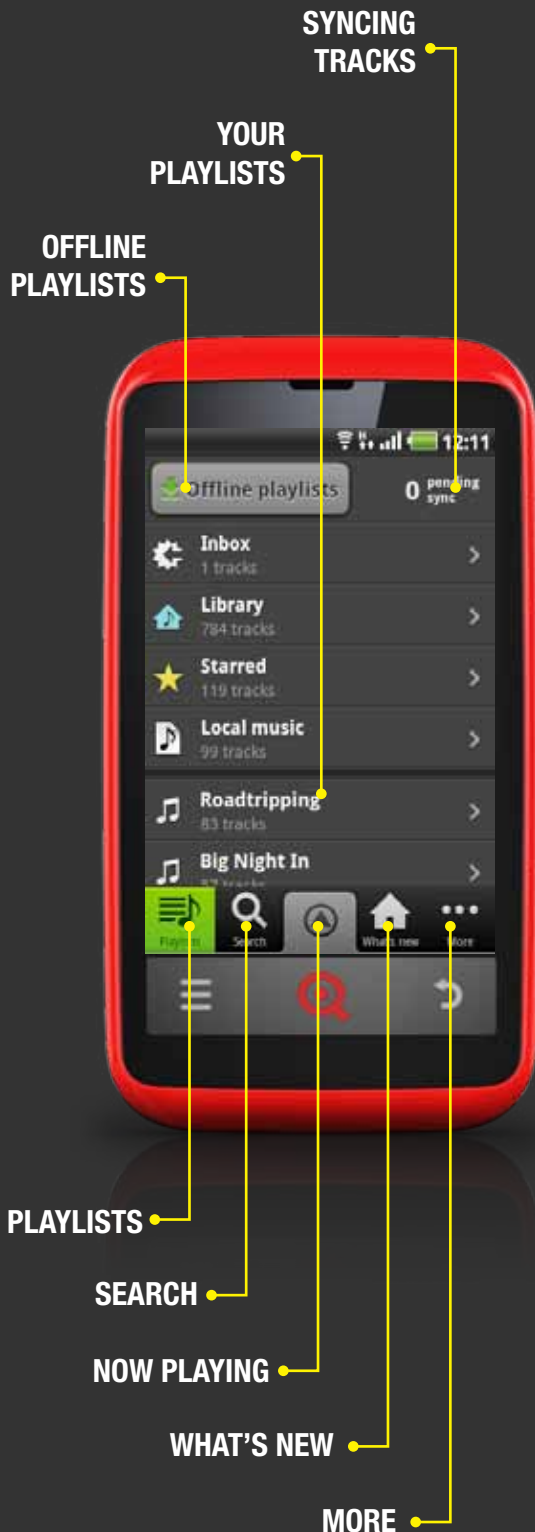 SYNCING
TRACKS
YOUR
PLAYLISTS
OFFLINE
PLAYLISTS
12:11
Offline playlists
0 pending
sync
Inbox
1 tracks
Library
784 tracks
Starred
119 tracks
Local music
99 tracks
Roadtripping
83 tracks
Big Night In
Playlists
Search
What's new
More
PLAYLISTS
SEARCH
NOW PLAYING
WHAT'S NEW
MORE